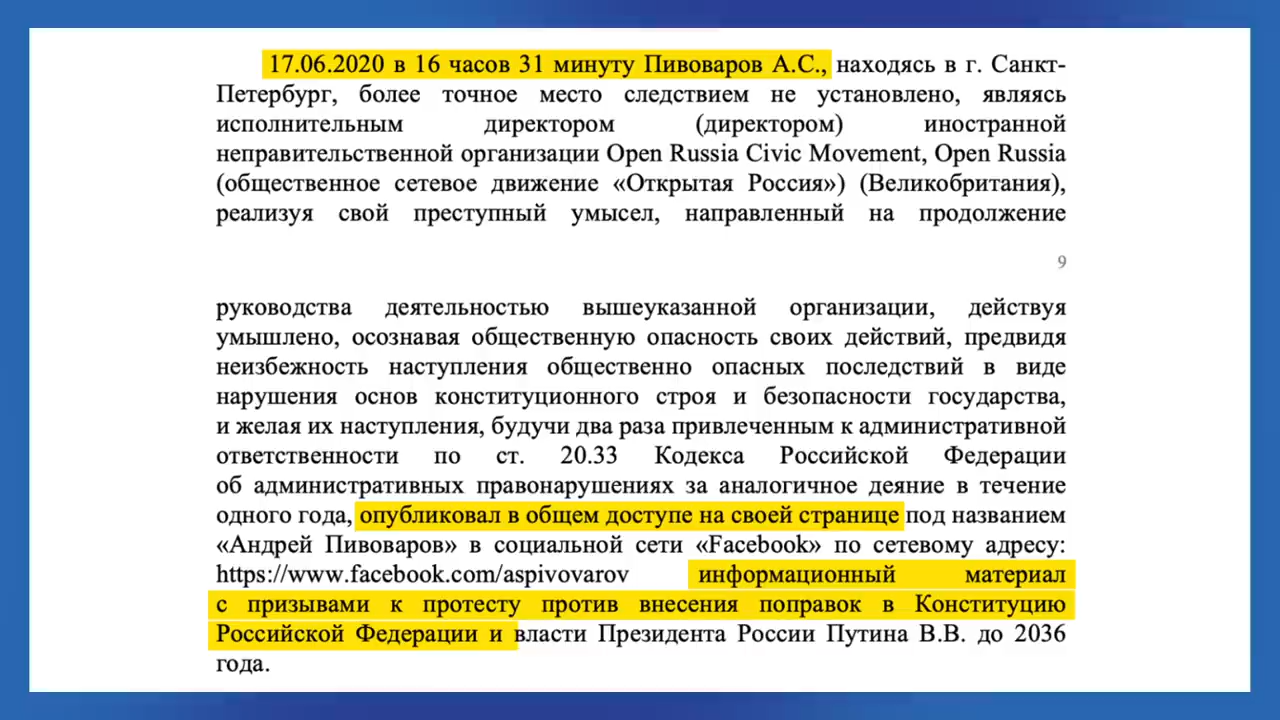 17.06.2020 в 16 часов 31 минуту Пивоваров А.С., находясь в г. Санкт-
Петербург, более точное место следствием не установлено, являясь
исполнительным директором (директором) иностранной
неправительственной организации Open Russia Civic Movement, Open Russia
(общественное сетевое движение «Открытая Россия») (Великобритания),
реализуя свой преступный умысел, направленный на продолжение
9
руководства деятельностью вышеуказанной организации, действуя
умышлено, осознавая общественную опасность своих действий, предвидя
неизбежность наступления общественно опасных последствий в виде
нарушения основ конституционного строя и безопасности государства,
и желая их наступления, будучи два раза привлеченным к административной
ответственности по ст. 20.33 Кодекса Российской Федерации
об административных правонарушениях за аналогичное деяние в течение
одного года, опубликовал в общем доступе на своей странице под названием
«Андрей Пивоваров» в социальной сети «Facebook» по сетевому адресу:
https://www.facebook.com/aspivovarov информационный материал
с призывами к протесту против внесения поправок в Конституцию
Российской Федерации и власти Президента России Путина В.В. до 2036
года.